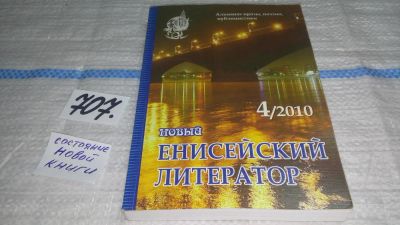 Альманах прозы, поэзии,
публицистики
4/2010
новый
ЕНИСЕЙСКИЙ
ЛИТЕРАТОР
707.
состояние
новой
книги